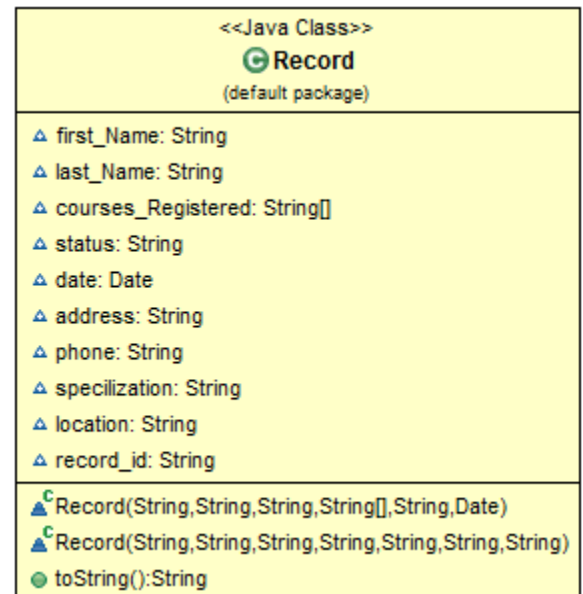 <<Java Class>>
Record
(default package)
first_Name: String
last_Name: String
courses_Registered: String[]
status: String
date: Date
address: String
phone: String
specilization: String
location: String
record_id: String
Record(String,String,String,String[],String,Date)
Record(String,String,String,String,String,String,String)
toString():String